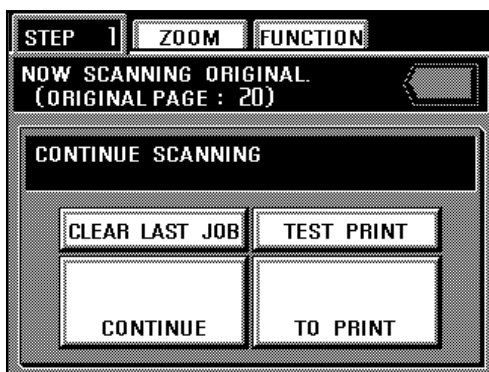 STEP 1 ZOOM FUNCTION
NOW SCANNING ORIGINAL.
(ORIGINAL PAGE : 20)
CONTINUE SCANNING
CLEAR LAST JOB TEST PRINT
CONTINUE TO PRINT